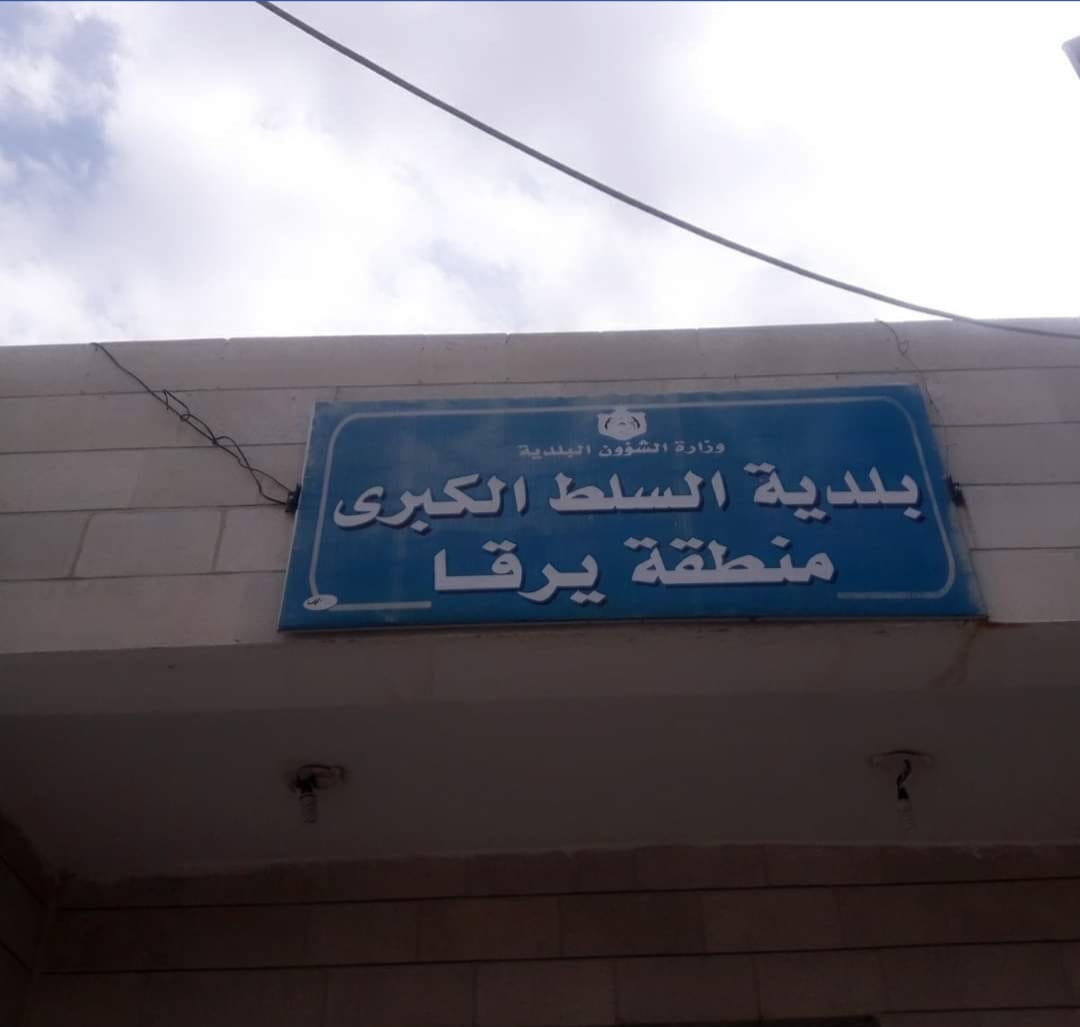 وزارة الشؤون البلدية
بلدية السلط الكبرى
منطقة يرقا